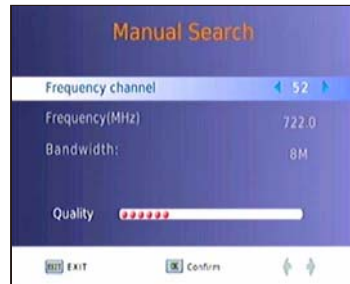 Manual Search
Frequency channel 52
Frequency(MHz) 722.0
Bandwidth: 8M
Quality
EXIT EXIT OK Confirm